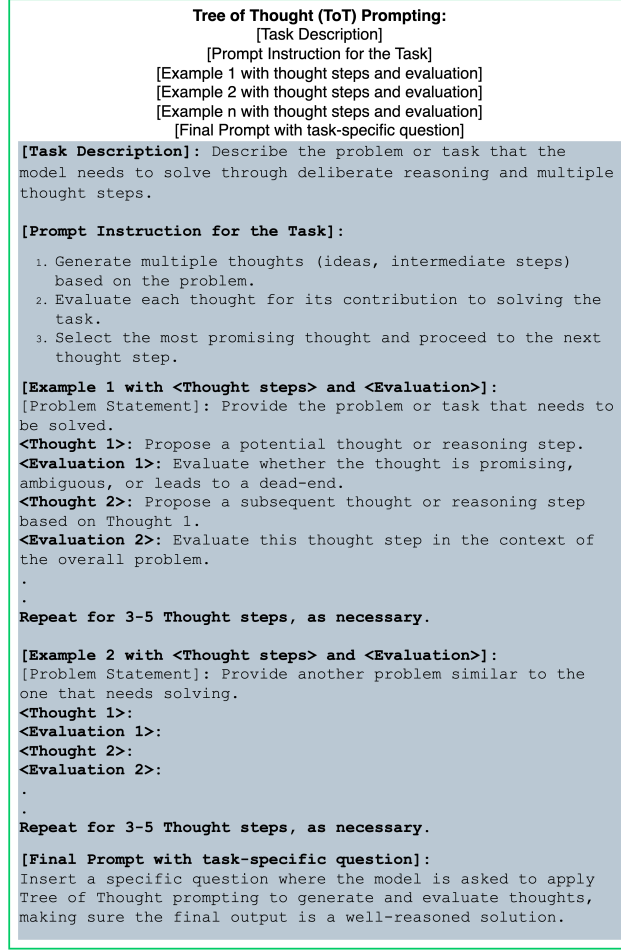 Tree of Thought (ToT) Prompting:
[Task Description]
[Prompt Instruction for the Task]
[Example 1 with thought steps and evaluation]
[Example 2 with thought steps and evaluation]
[Example n with thought steps and evaluation]
[Final Prompt with task-specific question]
[Task Description]: Describe the problem or task that the
model needs to solve through deliberate reasoning and multiple
thought steps.
[Prompt Instruction for the Task]:
1. Generate multiple thoughts (ideas, intermediate steps)
based on the problem.
2. Evaluate each thought for its contribution to solving the
task.
3. Select the most promising thought and proceed to the next
thought step.
[Example 1 with <Thought steps> and <Evaluation>]:
[Problem Statement]: Provide the problem or task that needs to
be solved.
<Thought 1>: Propose a potential thought or reasoning step.
<Evaluation 1>: Evaluate whether the thought is promising,
ambiguous, or leads to a dead-end.
<Thought 2>: Propose a subsequent thought or reasoning step
based on Thought 1.
<Evaluation 2>: Evaluate this thought step in the context of
the overall problem.
.
.
Repeat for 3-5 Thought steps, as necessary.
[Example 2 with <Thought steps> and <Evaluation>]:
[Problem Statement]: Provide another problem similar to the
one that needs solving.
<Thought 1>:
<Evaluation 1>:
<Thought 2>:
<Evaluation 2>:
.
.
Repeat for 3-5 Thought steps, as necessary.
[Final Prompt with task-specific question]:
Insert a specific question where the model is asked to apply
Tree of Thought prompting to generate and evaluate thoughts,
making sure the final output is a well-reasoned solution.